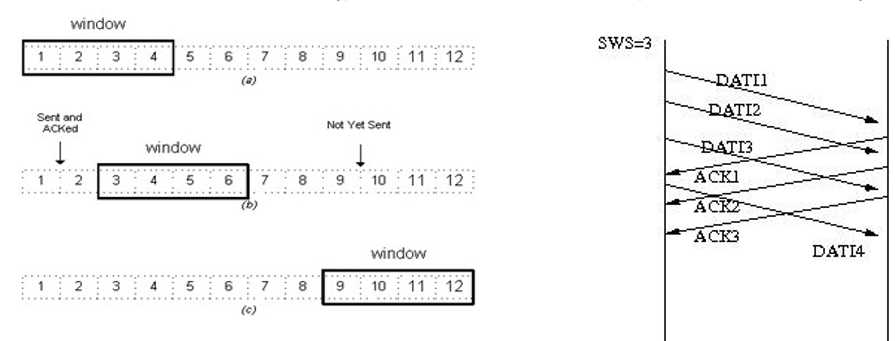 window
1 2 3 4 5 6 7 8 9 10 11 12
(a)
Sent and
ACKed
Not Yet Sent
window
1 2 3 4 5 6 7 8 9 10 11 12
(b)
window
1 2 3 4 5 6 7 8 9 10 11 12
(c)
SWS=3
DATI1
DATI2
DATI3
ACK1
ACK2
ACK3
DATI4